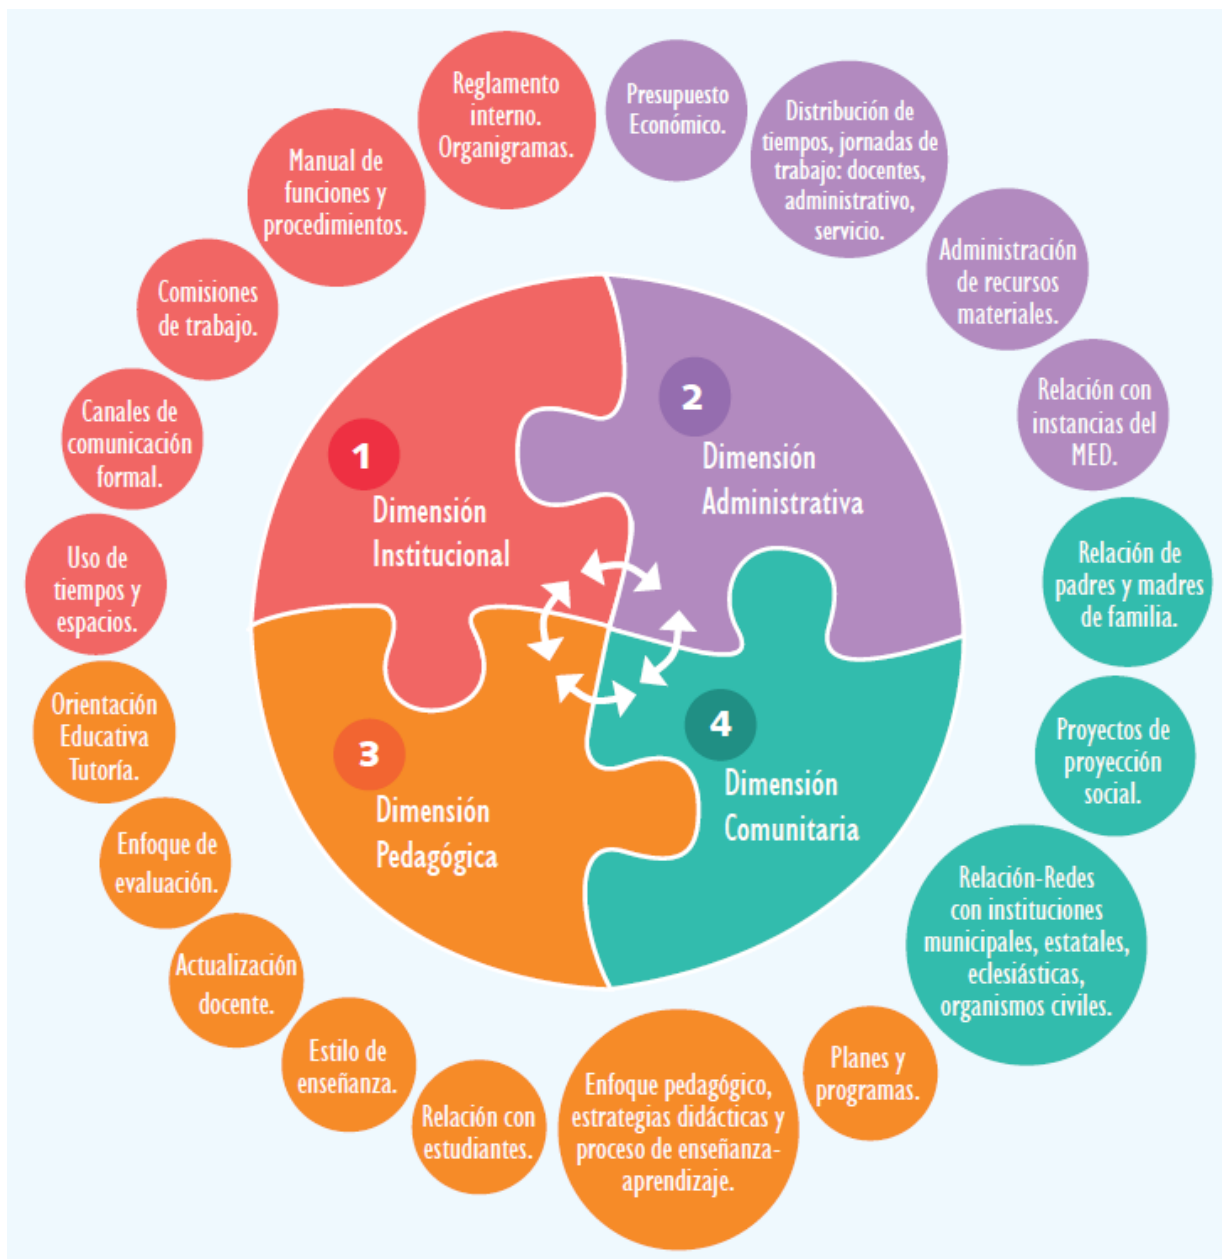 Reglamento
interno.
Organigramas.
Presupuesto
Económico.
Distribución de
tiempos, jornadas de
trabajo: docentes,
administrativo,
servicio.
Manual de
funciones y
procedimientos.
Administración
de recursos
materiales.
Comisiones
de trabajo.
Relación con
instancias del
MED.
Canales de
comunicación
formal.
1
Dimensión
Institucional
2
Dimensión
Administrativa
Uso de
tiempos y
espacios.
Relación de
padres y madres
de familia.
Orientación
Educativa
Tutoría.
3
Dimensión
Pedagógica
4
Dimensión
Comunitaria
Proyectos de
proyección
social.
Enfoque de
evaluación.
Relación-Redes
con instituciones
municipales, estatales,
eclesiásticas,
organismos civiles.
Actualización
docente.
Estilo de
enseñanza.
Relación con
estudiantes.
Enfoque pedagógico,
estrategias didácticas y
proceso de enseñanza-
aprendizaje.
Planes y
programas.